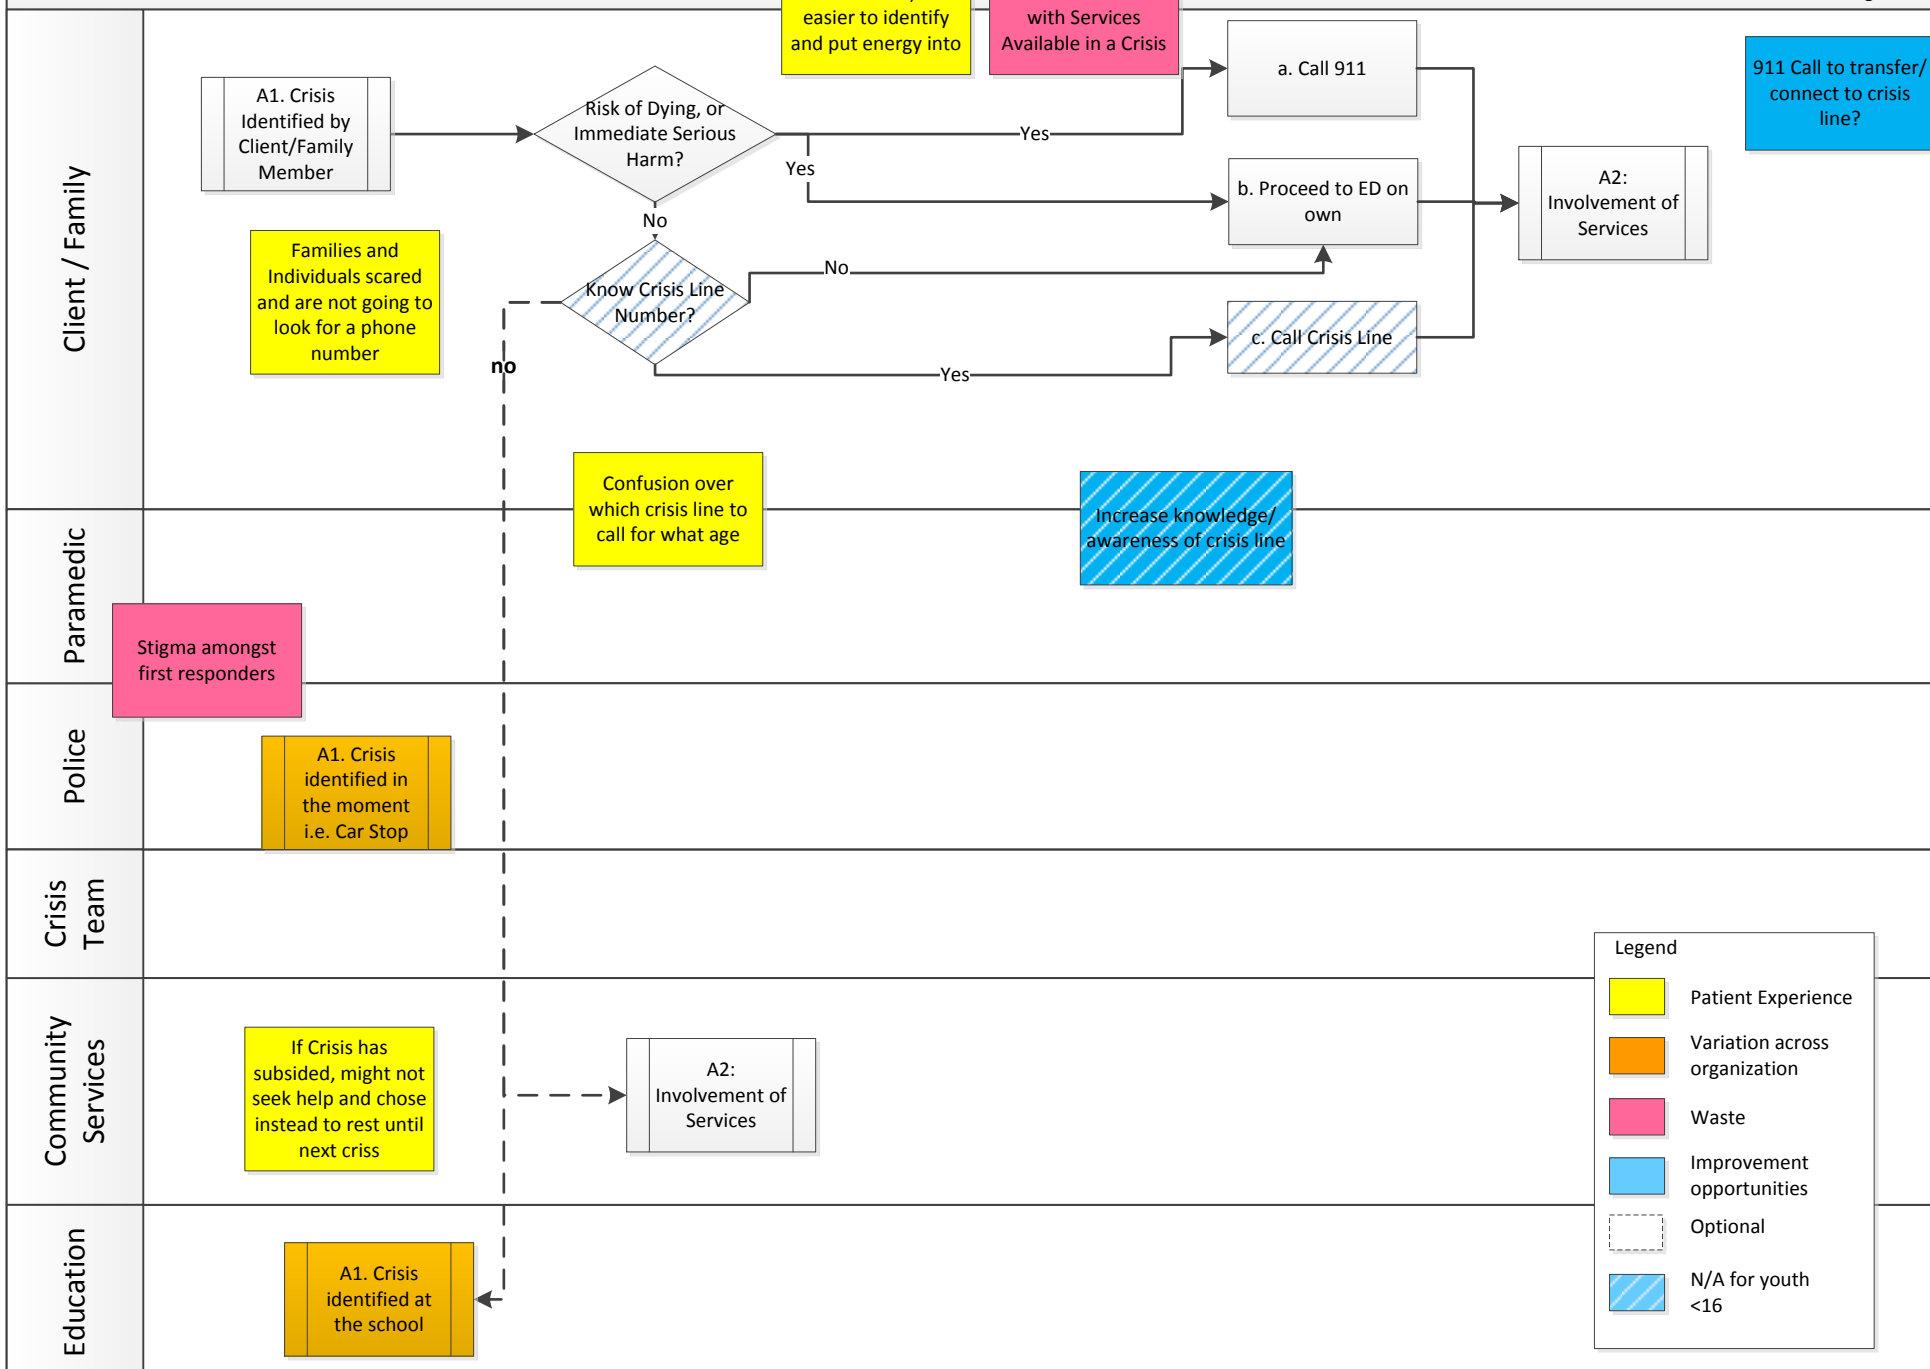 easier to identify
and put energy into
with Services
Available in a Crisis
Client / Family
A1. Crisis
Identified by
Client/Family
Member
Risk of Dying, or
Immediate Serious
Harm?
Yes
Yes
No
a. Call 911
b. Proceed to ED on
own
A2:
Involvement of
Services
911 Call to transfer/
connect to crisis
line?
Families and
Individuals scared
and are not going to
look for a phone
number
Know Crisis Line
Number?
No
Yes
no
c. Call Crisis Line
Confusion over
which crisis line to
call for what age
Increase knowledge/
awareness of crisis line
Paramedic
Stigma amongst
first responders
Police
A1. Crisis
identified in
the moment
i.e. Car Stop
Crisis
Team
Community
Services
If Crisis has
subsided, might not
seek help and chose
instead to rest until
next criss
A2:
Involvement of
Services
Education
A1. Crisis
identified at
the school
Legend
Patient Experience
Variation across
organization
Waste
Improvement
opportunities
Optional
N/A for youth
<16